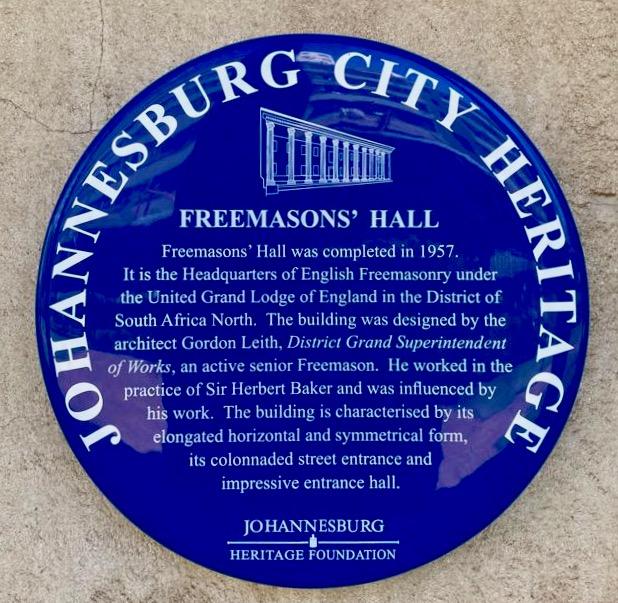 JOHANNESBURG CITY HERITAGE
FREEMASONS' HALL
Freemasons' Hall was completed in 1957.
It is the Headquarters of English Freemasonry under
the United Grand Lodge of England in the District of
South Africa North. The building was designed by the
architect Gordon Leith, District Grand Superintendent
of Works, an active senior Freemason. He worked in the
practice of Sir Herbert Baker and was influenced by
his work. The building is characterised by its
elongated horizontal and symmetrical form,
its colonnaded street entrance and
impressive entrance hall.
JOHANNESBURG
HERITAGE FOUNDATION